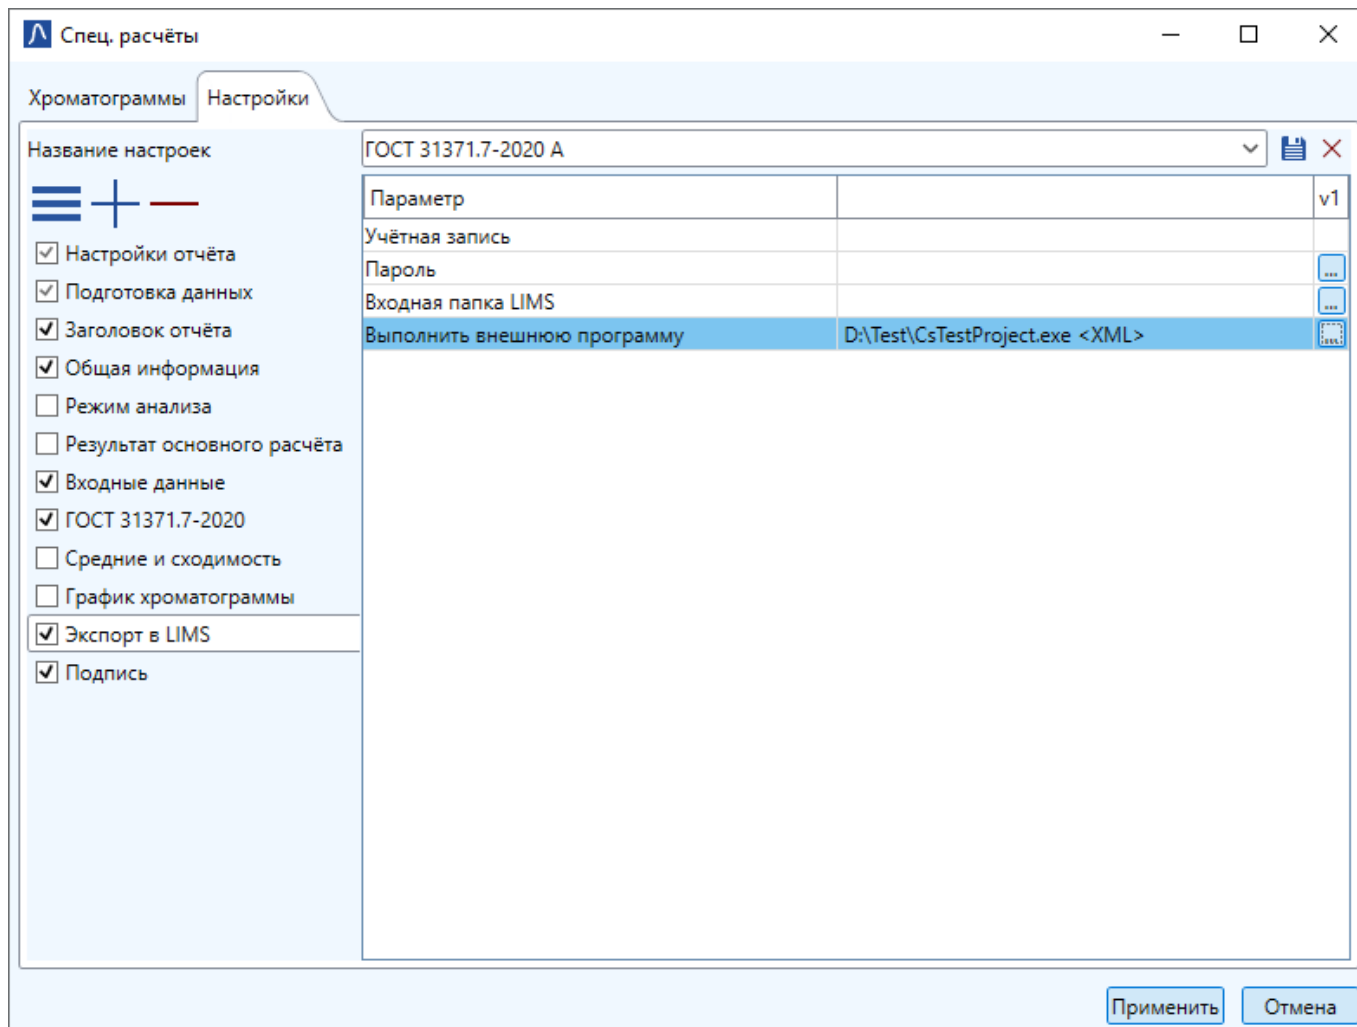 Спец. расчёты
Хроматограммы Настройки
Название настроек ГОСТ 31371.7-2020 А
Параметр v1
Учётная запись
Пароль ...
Входная папка LIMS ...
Выполнить внешнюю программу D:\Test\CsTestProject.exe <XML> ...
Настройки отчёта
Подготовка данных
Заголовок отчёта
Общая информация
Режим анализа
Результат основного расчёта
Входные данные
ГОСТ 31371.7-2020
Средние и сходимость
График хроматограммы
Экспорт в LIMS
Подпись
Применить Отмена